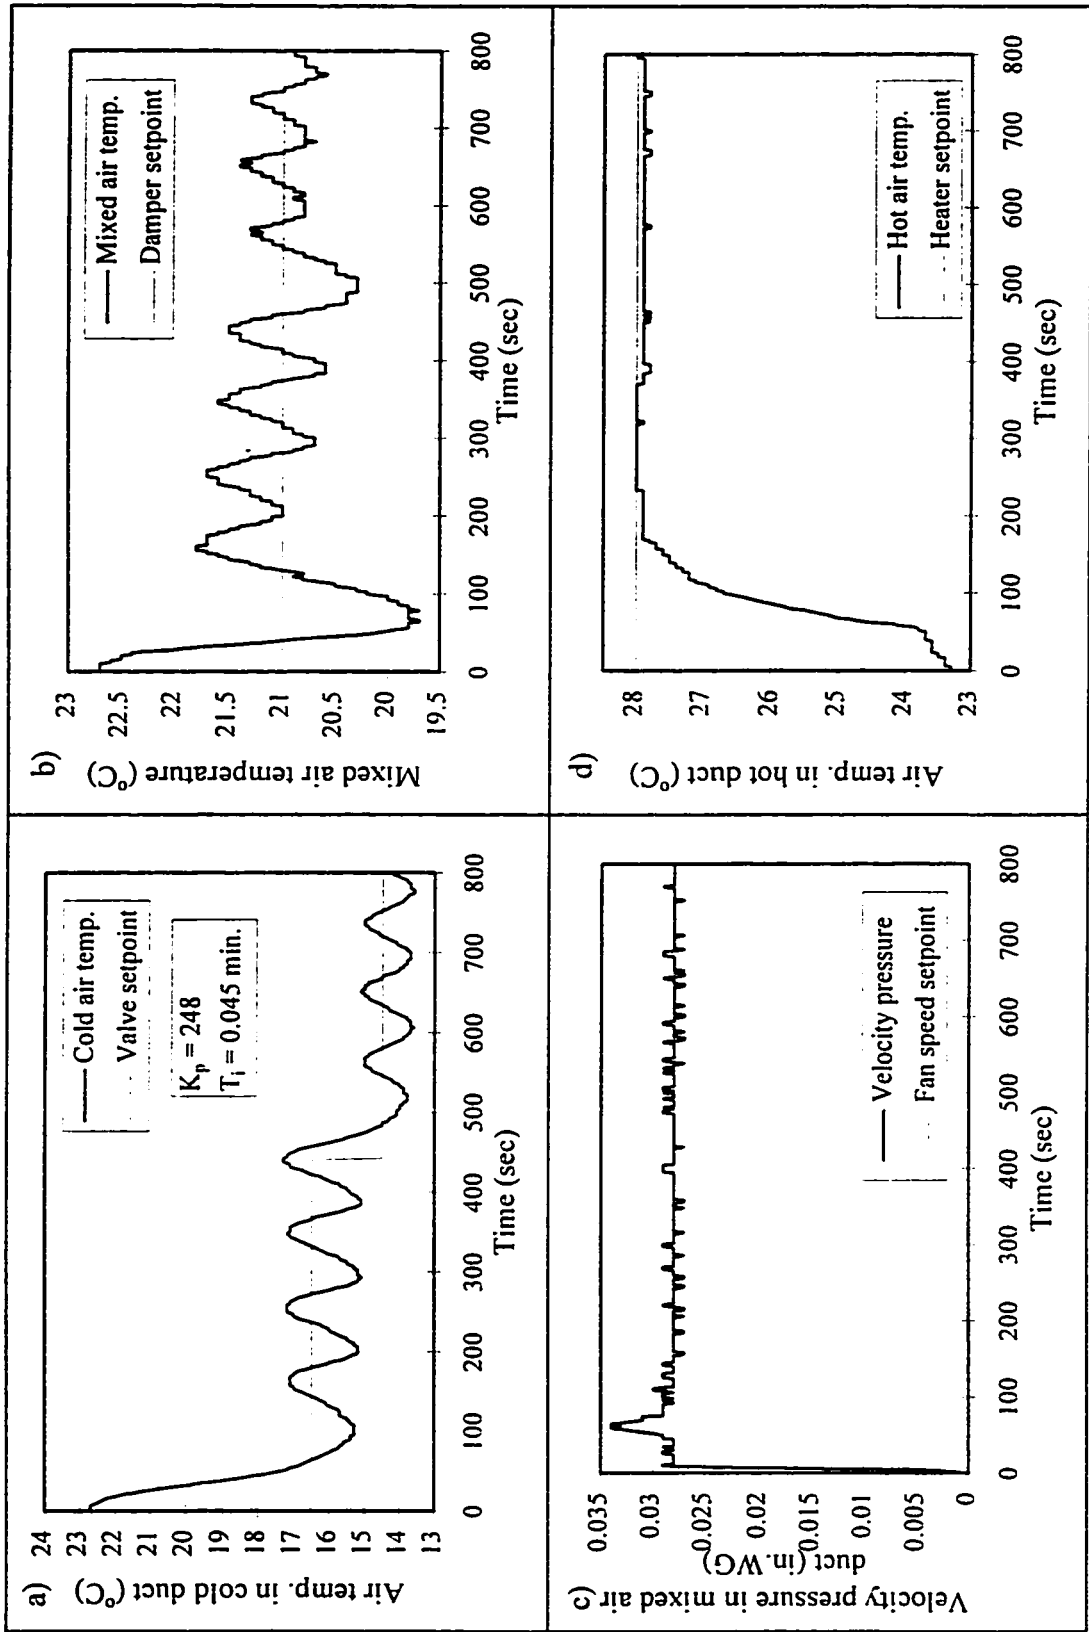 a)
Air temp. in cold duct (°C)
24
23
22
21
20
19
18
17
16
15
14
13
Cold air temp.
Valve setpoint
Kp = 248
Ti = 0.045 min.
0 100 200 300 400 500 600 700 800
Time (sec)
b)
Mixed air temperature (°C)
23
22.5
22
21.5
21
20.5
20
19.5
Mixed air temp.
Damper setpoint
0 100 200 300 400 500 600 700 800
Time (sec)
c)
Velocity pressure in mixed air
duct (in.WG)
0.035
0.03
0.025
0.02
0.015
0.01
0.005
0
Velocity pressure
Fan speed setpoint
0 100 200 300 400 500 600 700 800
Time (sec)
d)
Air temp. in hot duct (°C)
28
27
26
25
24
23
Hot air temp.
Heater setpoint
0 100 200 300 400 500 600 700 800
Time (sec)